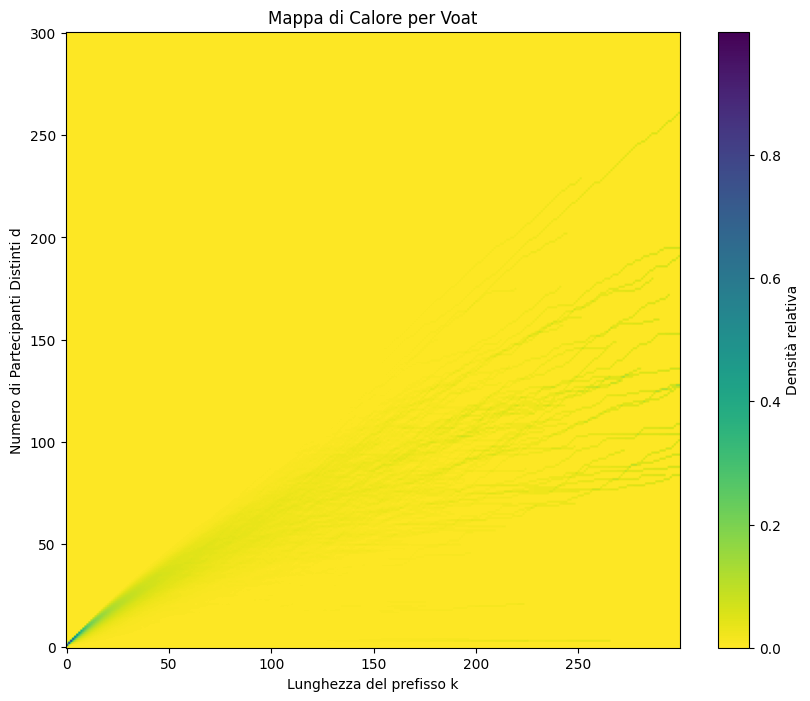 Mappa di Calore per Voat
300
250
200
150
100
50
0
Numero di Partecipanti Distinti d
0 50 100 150 200 250
Lunghezza del prefisso k
0.8
0.6
0.4
0.2
0.0
Densità relativa